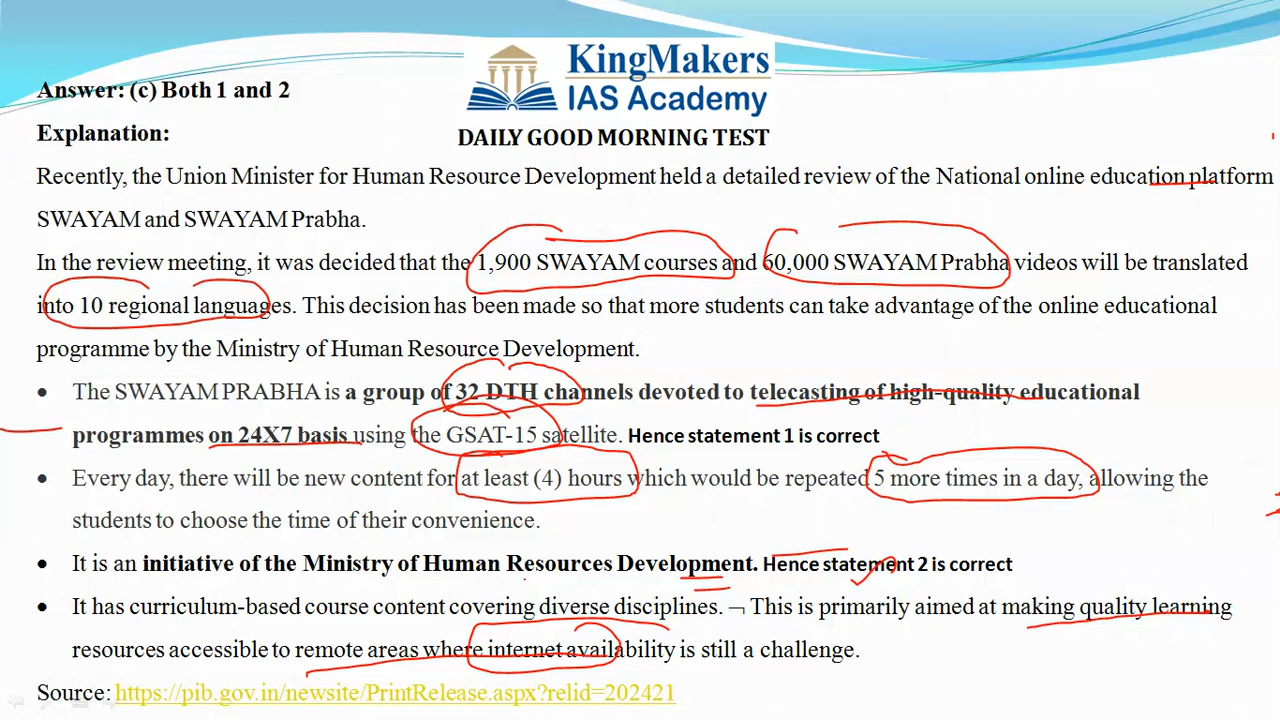 KingMakers
IAS Academy
Answer: (c) Both 1 and 2
Explanation:
DAILY GOOD MORNING TEST
Recently, the Union Minister for Human Resource Development held a detailed review of the National online education platform
SWAYAM and SWAYAM Prabha.
In the review meeting, it was decided that the 1,900 SWAYAM courses and 60,000 SWAYAM Prabha videos will be translated
into 10 regional languages. This decision has been made so that more students can take advantage of the online educational
programme by the Ministry of Human Resource Development.
• The SWAYAM PRABHA is a group of 32 DTH channels devoted to telecasting of high-quality educational
programmes on 24X7 basis using the GSAT-15 satellite. Hence statement 1 is correct
• Every day, there will be new content for at least (4) hours which would be repeated 5 more times in a day, allowing the
students to choose the time of their convenience.
• It is an initiative of the Ministry of Human Resources Development. Hence statement 2 is correct
• It has curriculum-based course content covering diverse disciplines. ¬ This is primarily aimed at making quality learning
resources accessible to remote areas where internet availability is still a challenge.
Source: https://pib.gov.in/newsite/PrintRelease.aspx?relid=202421